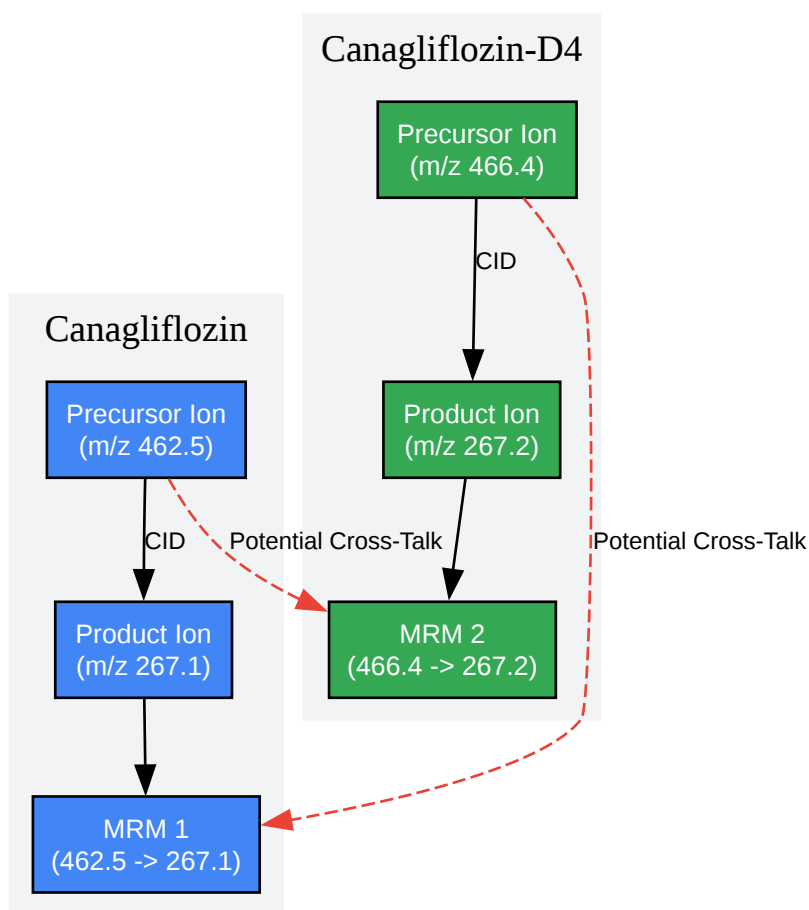 Canagliflozin-D4
Precursor Ion
(m/z 466.4)
CID
Product Ion
(m/z 267.2)
Potential Cross-Talk
MRM 2
(466.4 -> 267.2)
Canagliflozin
Precursor Ion
(m/z 462.5)
CID
Potential Cross-Talk
Product Ion
(m/z 267.1)
MRM 1
(462.5 -> 267.1)